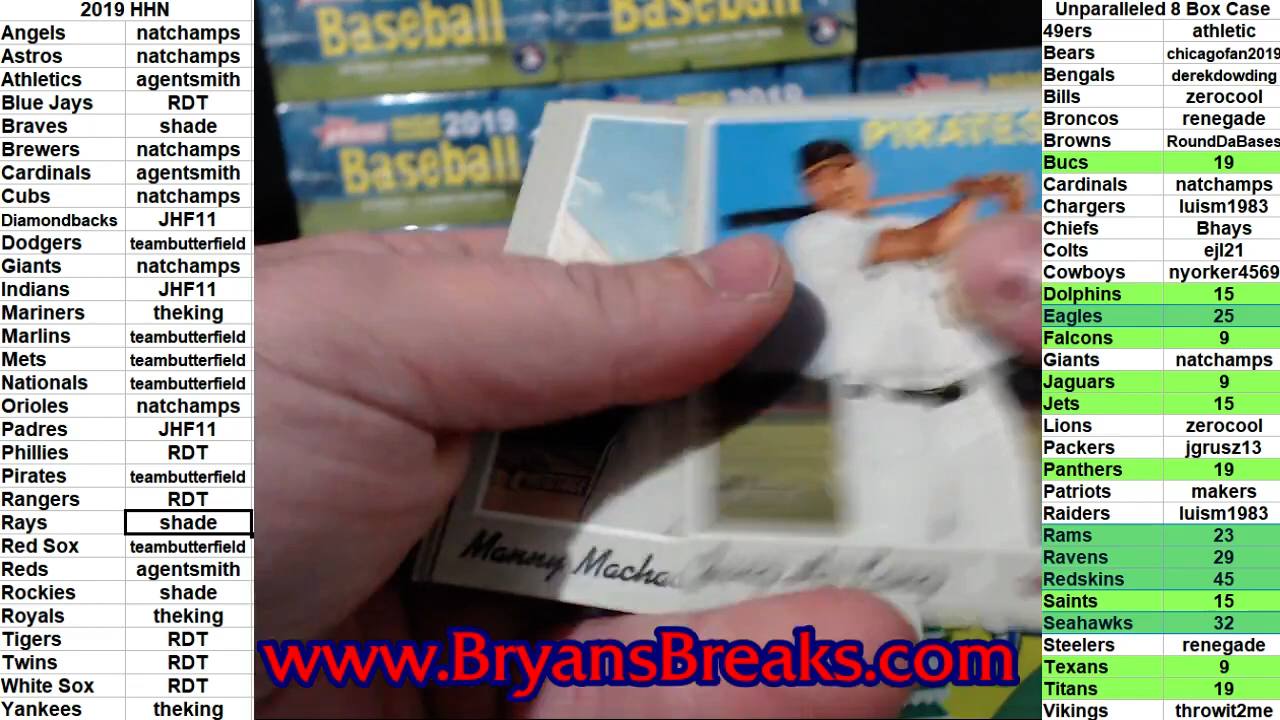 2019 HHN
Angels natchamps
Astros natchamps
Athletics agentsmith
Blue Jays RDT
Braves shade
Brewers natchamps
Cardinals agentsmith
Cubs natchamps
Diamondbacks JHF11
Dodgers teambutterfield
Giants natchamps
Indians JHF11
Mariners theking
Marlins teambutterfield
Mets teambutterfield
Nationals teambutterfield
Orioles natchamps
Padres JHF11
Phillies RDT
Pirates teambutterfield
Rangers RDT
Rays shade
Red Sox teambutterfield
Reds agentsmith
Rockies shade
Royals theking
Tigers RDT
Twins RDT
White Sox RDT
Yankees theking
Baseball
Baseball
2019
Baseball
2019
PIRATES
Manny
www.BryansBreaks.com
Unparalleled 8 Box Case
49ers athletic
Bears chicagofan2019
Bengals derekdowding
Bills zerocool
Broncos renegade
Browns RoundDaBases
Bucs 19
Cardinals natchamps
Chargers luism1983
Chiefs Bhays
Colts ejl21
Cowboys nyorker4569
Dolphins 15
Eagles 25
Falcons 9
Giants natchamps
Jaguars 9
Jets 15
Lions zerocool
Packers jgrusz13
Panthers 19
Patriots makers
Raiders luism1983
Rams 23
Ravens 29
Redskins 45
Saints 15
Seahawks 32
Steelers renegade
Texans 9
Titans 19
Vikings throwit2me